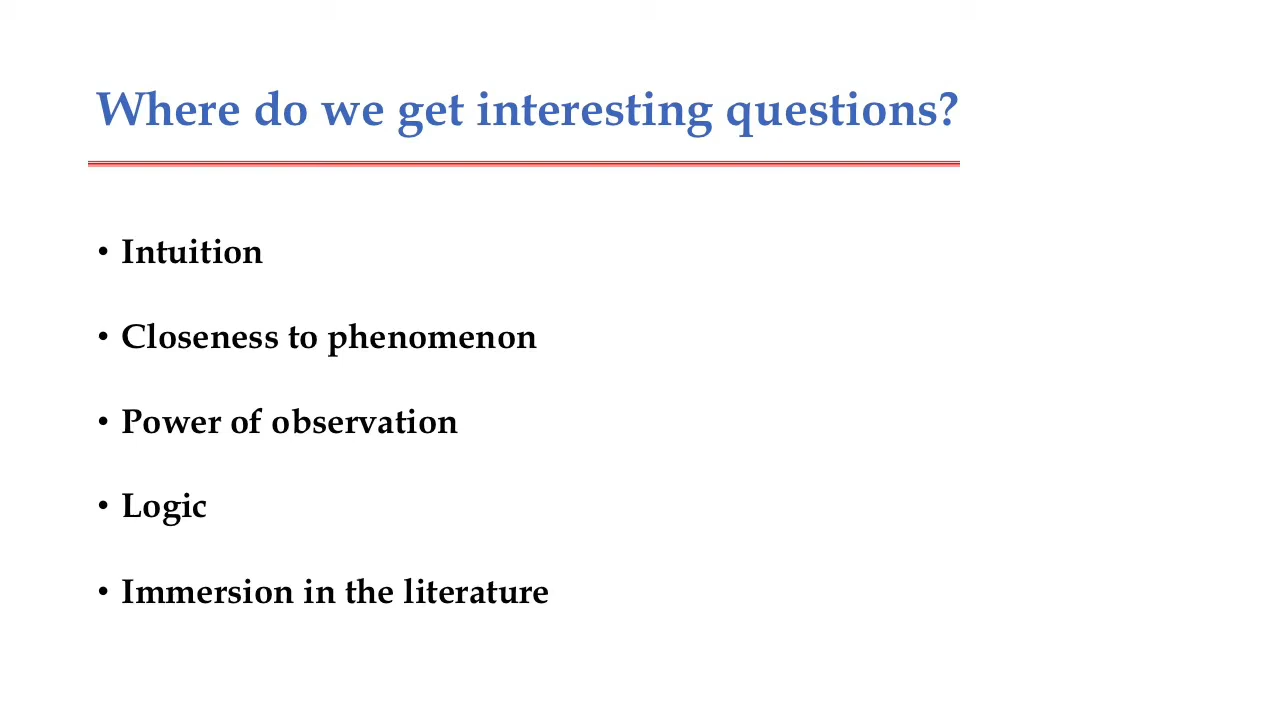 Where do we get interesting questions?
• Intuition
• Closeness to phenomenon
• Power of observation
• Logic
• Immersion in the literature